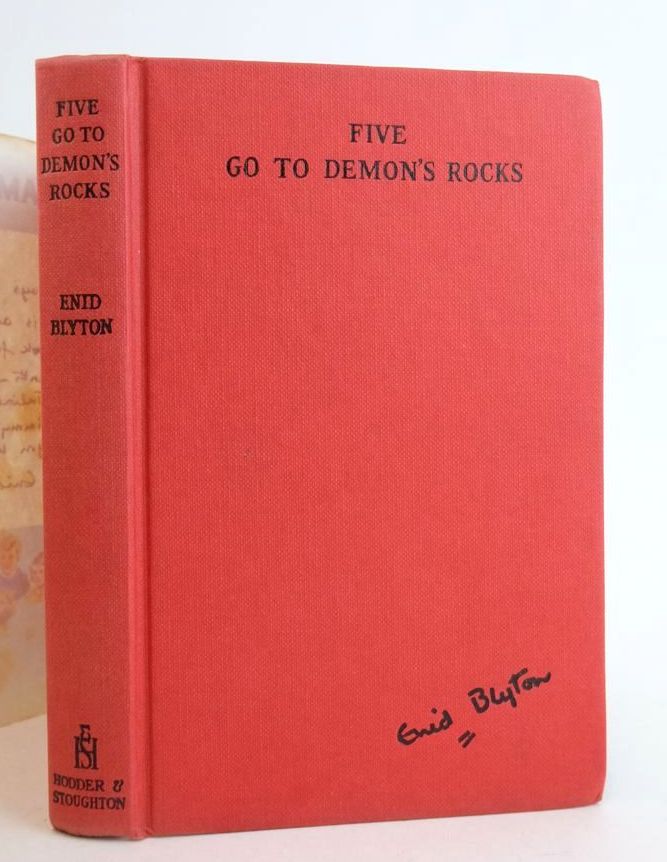 FIVE
GO TO
DEMON'S
ROCKS
ENID
BLYTON
HODDER &
STOUGHTON
FIVE
GO TO DEMON'S ROCKS
Enid Blyton